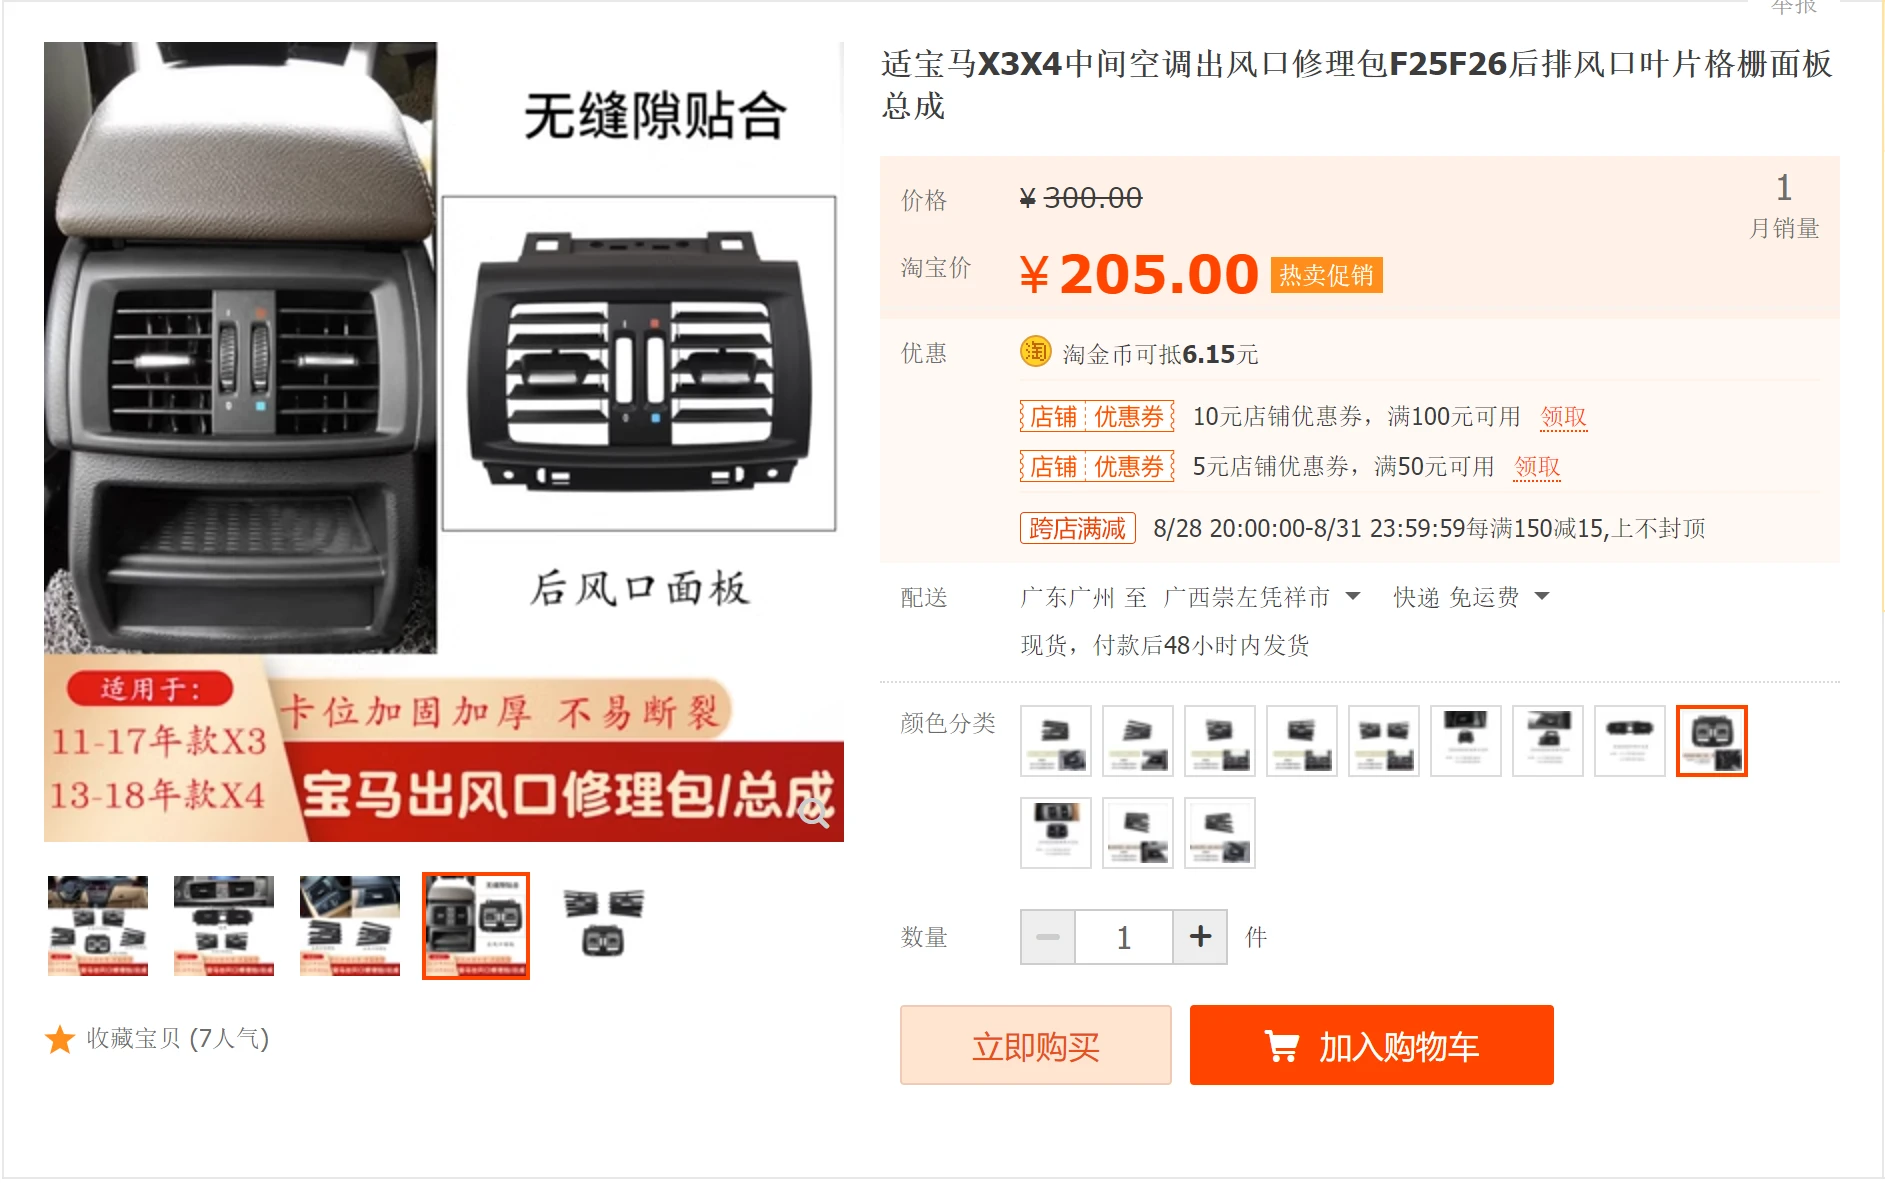 举报
无缝隙贴合
后风口面板
适用于：
11-17年款X3
13-18年款X4
卡位加固加厚 不易断裂
宝马出风口修理包/总成
收藏宝贝 (7人气)
适宝马X3X4中间空调出风口修理包F25F26后排风口叶片格栅面板
总成
价格 ¥ 300.00
1
月销量
淘宝价 ¥ 205.00 热卖促销
优惠 淘 淘金币可抵6.15元
店铺 优惠券 10元店铺优惠券，满100元可用 领取
店铺 优惠券 5元店铺优惠券，满50元可用 领取
跨店满减 8/28 20:00:00-8/31 23:59:59每满150减15,上不封顶
配送 广东广州 至 广西崇左凭祥市 快递 免运费
现货，付款后48小时内发货
颜色分类
数量 1 件
立即购买 加入购物车